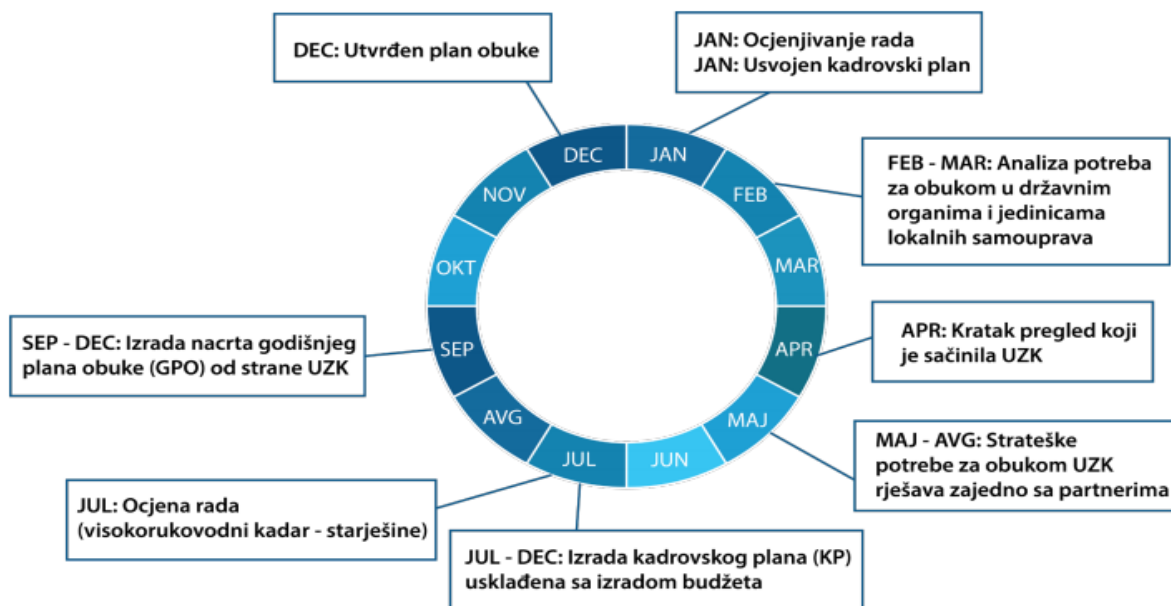 DEC: Utvrđen plan obuke
JAN: Ocjenjivanje rada
JAN: Usvojen kadrovski plan
FEB - MAR: Analiza potreba
za obukom u državnim
organima i jedinicama
lokalnih samouprava
APR: Kratak pregled koji
je sačinila UZK
MAJ - AVG: Strateške
potrebe za obukom UZK
rješava zajedno sa partnerima
JUL - DEC: Izrada kadrovskog plana (KP)
usklađena sa izradom budžeta
JUL: Ocjena rada
(visokorukovodni kadar - starješine)
SEP - DEC: Izrada nacrta godišnjeg
plana obuke (GPO) od strane UZK
JAN
FEB
MAR
APR
MAJ
JUN
JUL
AVG
SEP
OKT
NOV
DEC